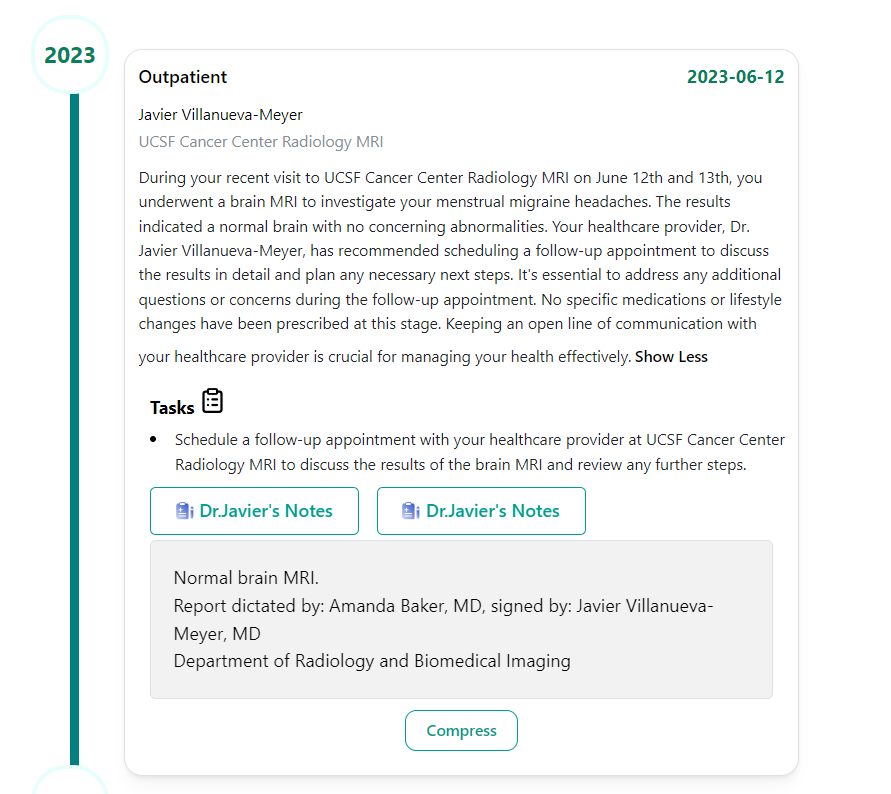 2023
Outpatient
2023-06-12
Javier Villanueva-Meyer
UCSF Cancer Center Radiology MRI
During your recent visit to UCSF Cancer Center Radiology MRI on June 12th and 13th, you
underwent a brain MRI to investigate your menstrual migraine headaches. The results
indicated a normal brain with no concerning abnormalities. Your healthcare provider, Dr.
Javier Villanueva-Meyer, has recommended scheduling a follow-up appointment to discuss
the results in detail and plan any necessary next steps. It's essential to address any additional
questions or concerns during the follow-up appointment. No specific medications or lifestyle
changes have been prescribed at this stage. Keeping an open line of communication with
your healthcare provider is crucial for managing your health effectively. Show Less
Tasks
• Schedule a follow-up appointment with your healthcare provider at UCSF Cancer Center
Radiology MRI to discuss the results of the brain MRI and review any further steps.
Dr.Javier's Notes
Dr.Javier's Notes
Normal brain MRI.
Report dictated by: Amanda Baker, MD, signed by: Javier Villanueva-
Meyer, MD
Department of Radiology and Biomedical Imaging
Compress